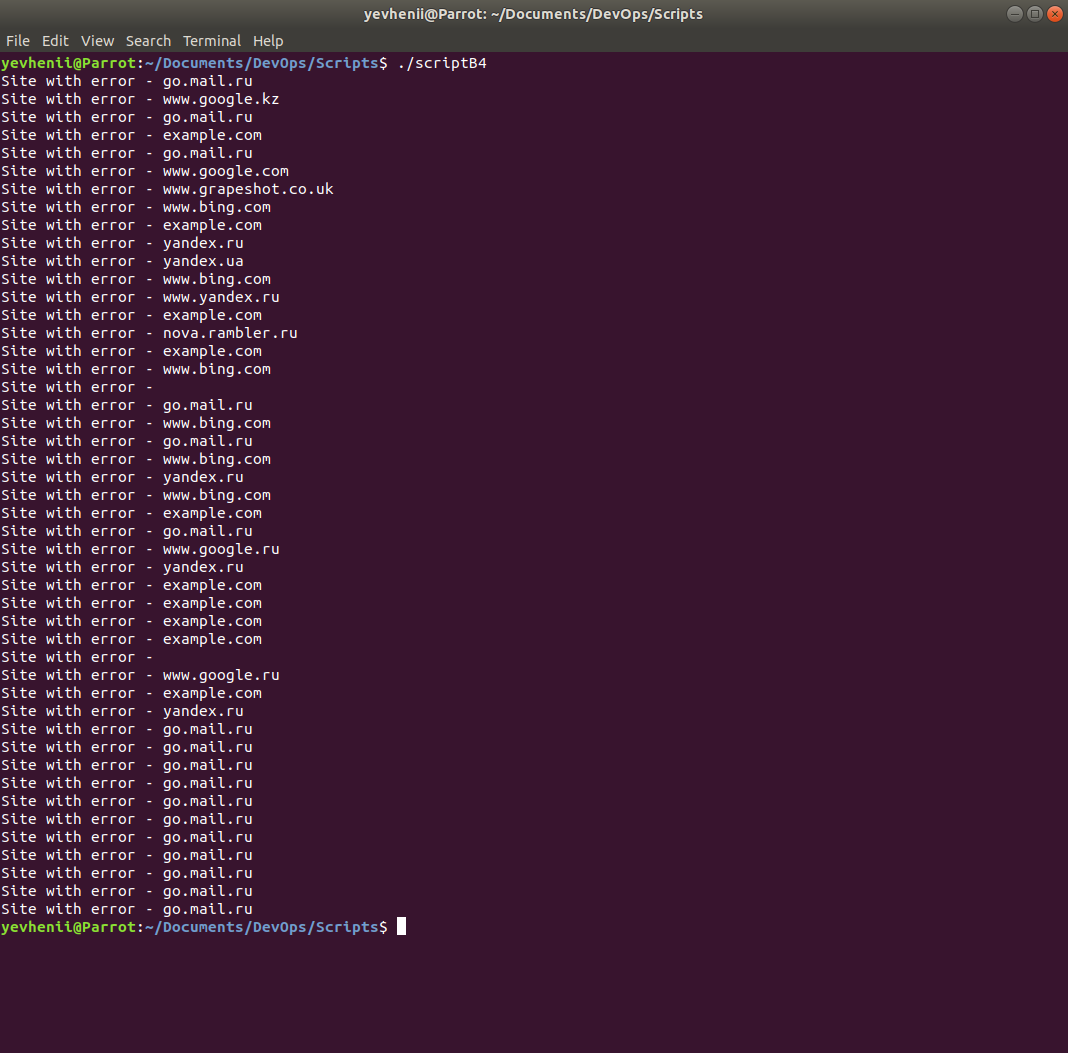 yevhenii@Parrot: ~/Documents/DevOps/Scripts
File Edit View Search Terminal Help
yevhenii@Parrot:~/Documents/DevOps/Scripts$ ./scriptB4
Site with error - go.mail.ru
Site with error - www.google.kz
Site with error - go.mail.ru
Site with error - example.com
Site with error - go.mail.ru
Site with error - www.google.com
Site with error - www.grapeshot.co.uk
Site with error - www.bing.com
Site with error - example.com
Site with error - yandex.ru
Site with error - yandex.ua
Site with error - www.bing.com
Site with error - www.yandex.ru
Site with error - example.com
Site with error - nova.rambler.ru
Site with error - example.com
Site with error - www.bing.com
Site with error -
Site with error - go.mail.ru
Site with error - www.bing.com
Site with error - go.mail.ru
Site with error - www.bing.com
Site with error - yandex.ru
Site with error - www.bing.com
Site with error - example.com
Site with error - go.mail.ru
Site with error - www.google.ru
Site with error - yandex.ru
Site with error - example.com
Site with error - example.com
Site with error - example.com
Site with error - example.com
Site with error -
Site with error - www.google.ru
Site with error - example.com
Site with error - yandex.ru
Site with error - go.mail.ru
Site with error - go.mail.ru
Site with error - go.mail.ru
Site with error - go.mail.ru
Site with error - go.mail.ru
Site with error - go.mail.ru
Site with error - go.mail.ru
Site with error - go.mail.ru
Site with error - go.mail.ru
Site with error - go.mail.ru
Site with error - go.mail.ru
yevhenii@Parrot:~/Documents/DevOps/Scripts$